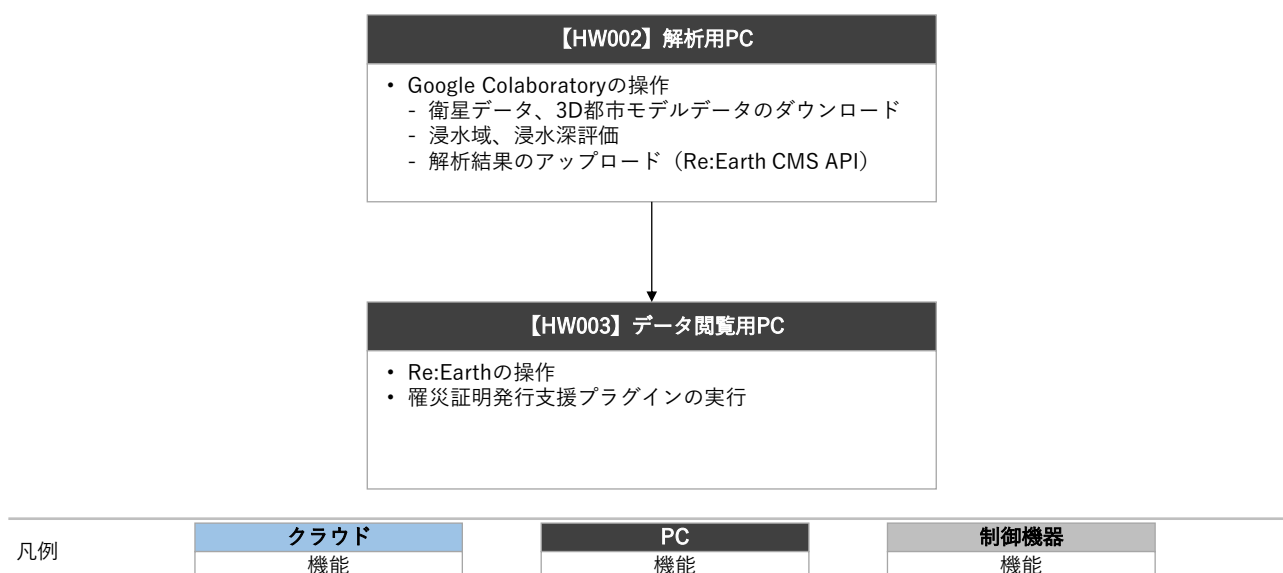 【HW002】解析用PC
• Google Colaboratoryの操作
- 衛星データ、3D都市モデルデータのダウンロード
- 浸水域、浸水深評価
- 解析結果のアップロード（Re:Earth CMS API）
【HW003】データ閲覧用PC
• Re:Earthの操作
• 罹災証明発行支援プラグインの実行
凡例
クラウド
機能
PC
機能
制御機器
機能